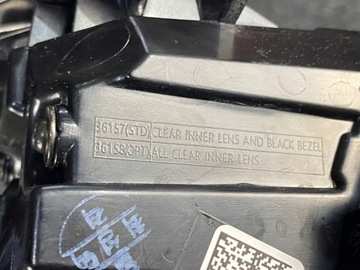 36157(STD)CLEAR INNER LENS AND BLACK BEZEL
36158(OPT)ALL CLEAR INNER LENS